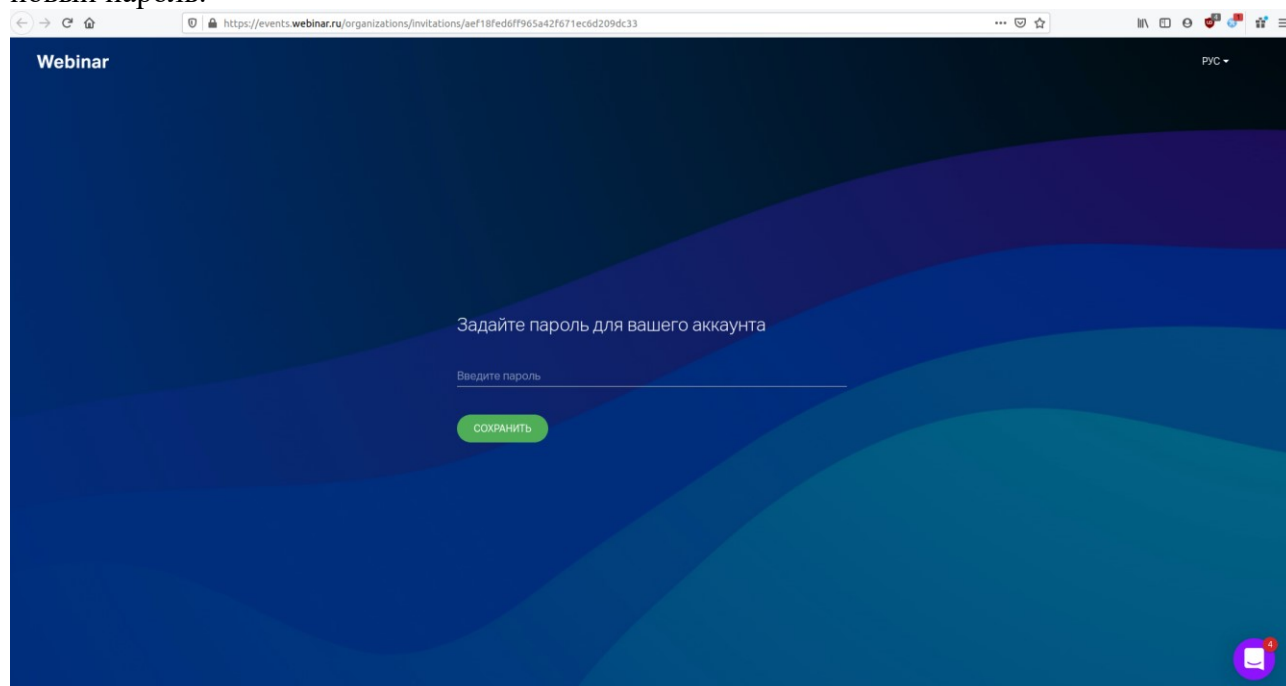 новый пароль.
https://events.webinar.ru/organizations/invitations/aef18fed6ff965a42f671ec6d209dc33
Webinar
РУС
Задайте пароль для вашего аккаунта
Введите пароль
СОХРАНИТЬ
4